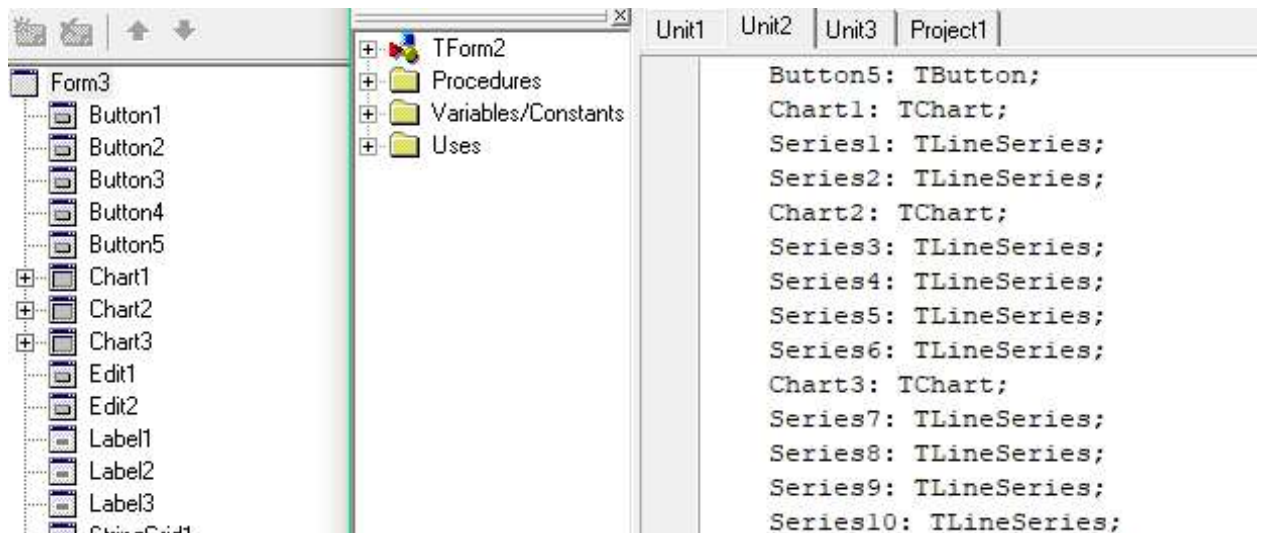 Form3
Button1
Button2
Button3
Button4
Button5
Chart1
Chart2
Chart3
Edit1
Edit2
Label1
Label2
Label3
StringGrid1
TForm2
Procedures
Variables/Constants
Uses
Unit1 Unit2 Unit3 Project1
Button5: TButton;
Chart1: TChart;
Series1: TLineSeries;
Series2: TLineSeries;
Chart2: TChart;
Series3: TLineSeries;
Series4: TLineSeries;
Series5: TLineSeries;
Series6: TLineSeries;
Chart3: TChart;
Series7: TLineSeries;
Series8: TLineSeries;
Series9: TLineSeries;
Series10: TLineSeries;